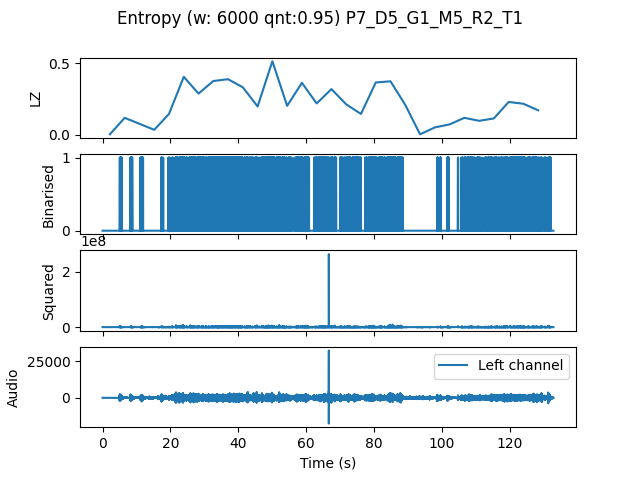 Entropy (w: 6000 qnt:0.95) P7_D5_G1_M5_R2_T1
0.5
LZ
0.0
1
Binarised
0
1e8
2
Squared
0
25000
Left channel
Audio
0
0 20 40 60 80 100 120
Time (s)